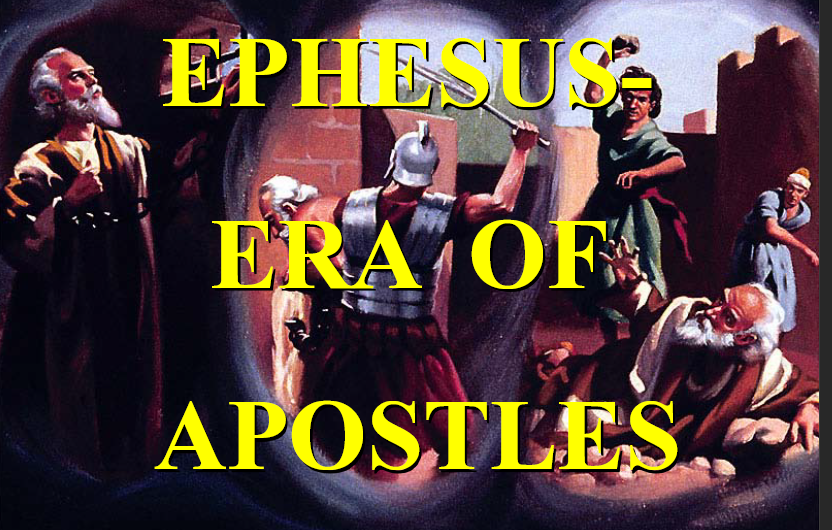 EPHESUS-
ERA OF
APOSTLES